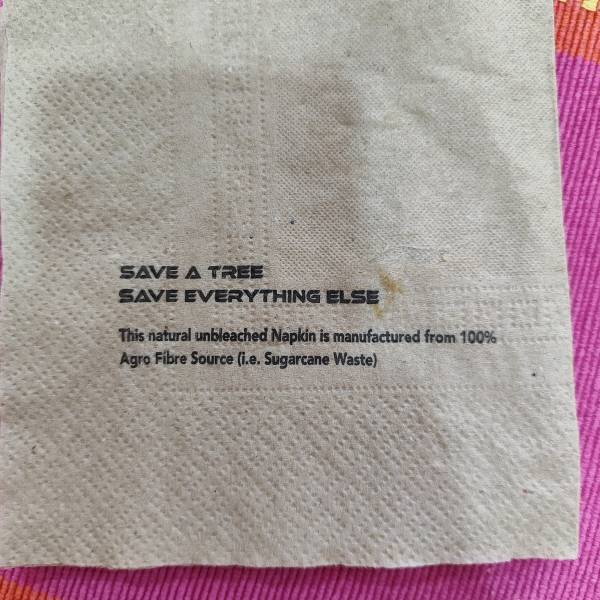 SAVE A TREE
SAVE EVERYTHING ELSE
This natural unbleached Napkin is manufactured from 100%
Agro Fibre Source (i.e. Sugarcane Waste)